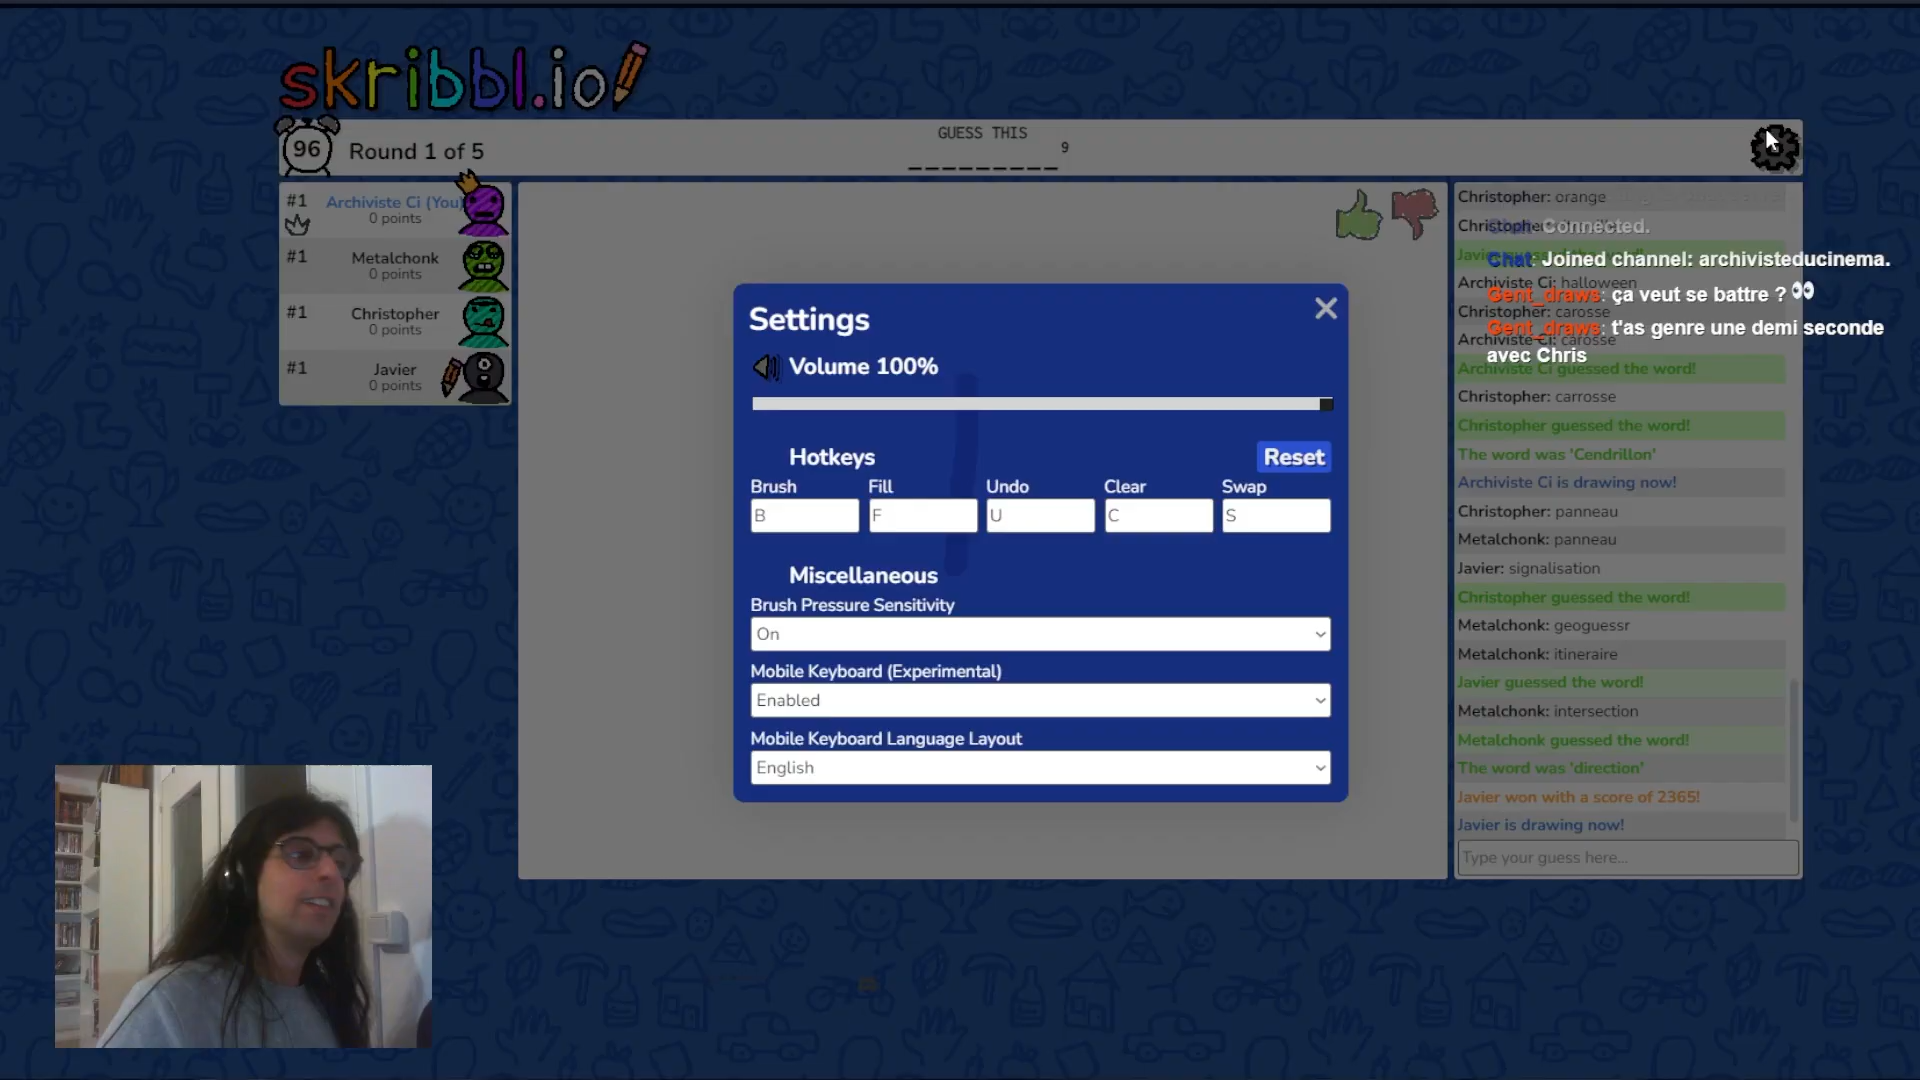 skribbl.io
96
Round 1 of 5
GUESS THIS
_________ 9
#1
Archiviste Ci (You)
0 points
#1
Metalchonk
0 points
#1
Christopher
0 points
#1
Javier
0 points
Settings
Volume 100%
Hotkeys
Reset
Brush
Fill
Undo
Clear
Swap
B
F
U
C
S
Miscellaneous
Brush Pressure Sensitivity
On
Mobile Keyboard (Experimental)
Enabled
Mobile Keyboard Language Layout
English
Christopher: orange
Archiviste Ci: halloween
Christopher: carosse
Archiviste Ci: carosse
Archiviste Ci guessed the word!
Christopher: carrosse
Christopher guessed the word!
The word was 'Cendrillon'
Archiviste Ci is drawing now!
Christopher: panneau
Metalchonk: panneau
Javier: signalisation
Christopher guessed the word!
Metalchonk: geoguessr
Metalchonk: itineraire
Javier guessed the word!
Metalchonk: intersection
Metalchonk guessed the word!
The word was 'direction'
Javier won with a score of 2365!
Javier is drawing now!
Type your guess here...
Chat: Connected.
Chat: Joined channel: archivisteducinema.
Gent_draws: ça veut se battre ? 👀
Gent_draws: t'as genre une demi seconde
avec Chris